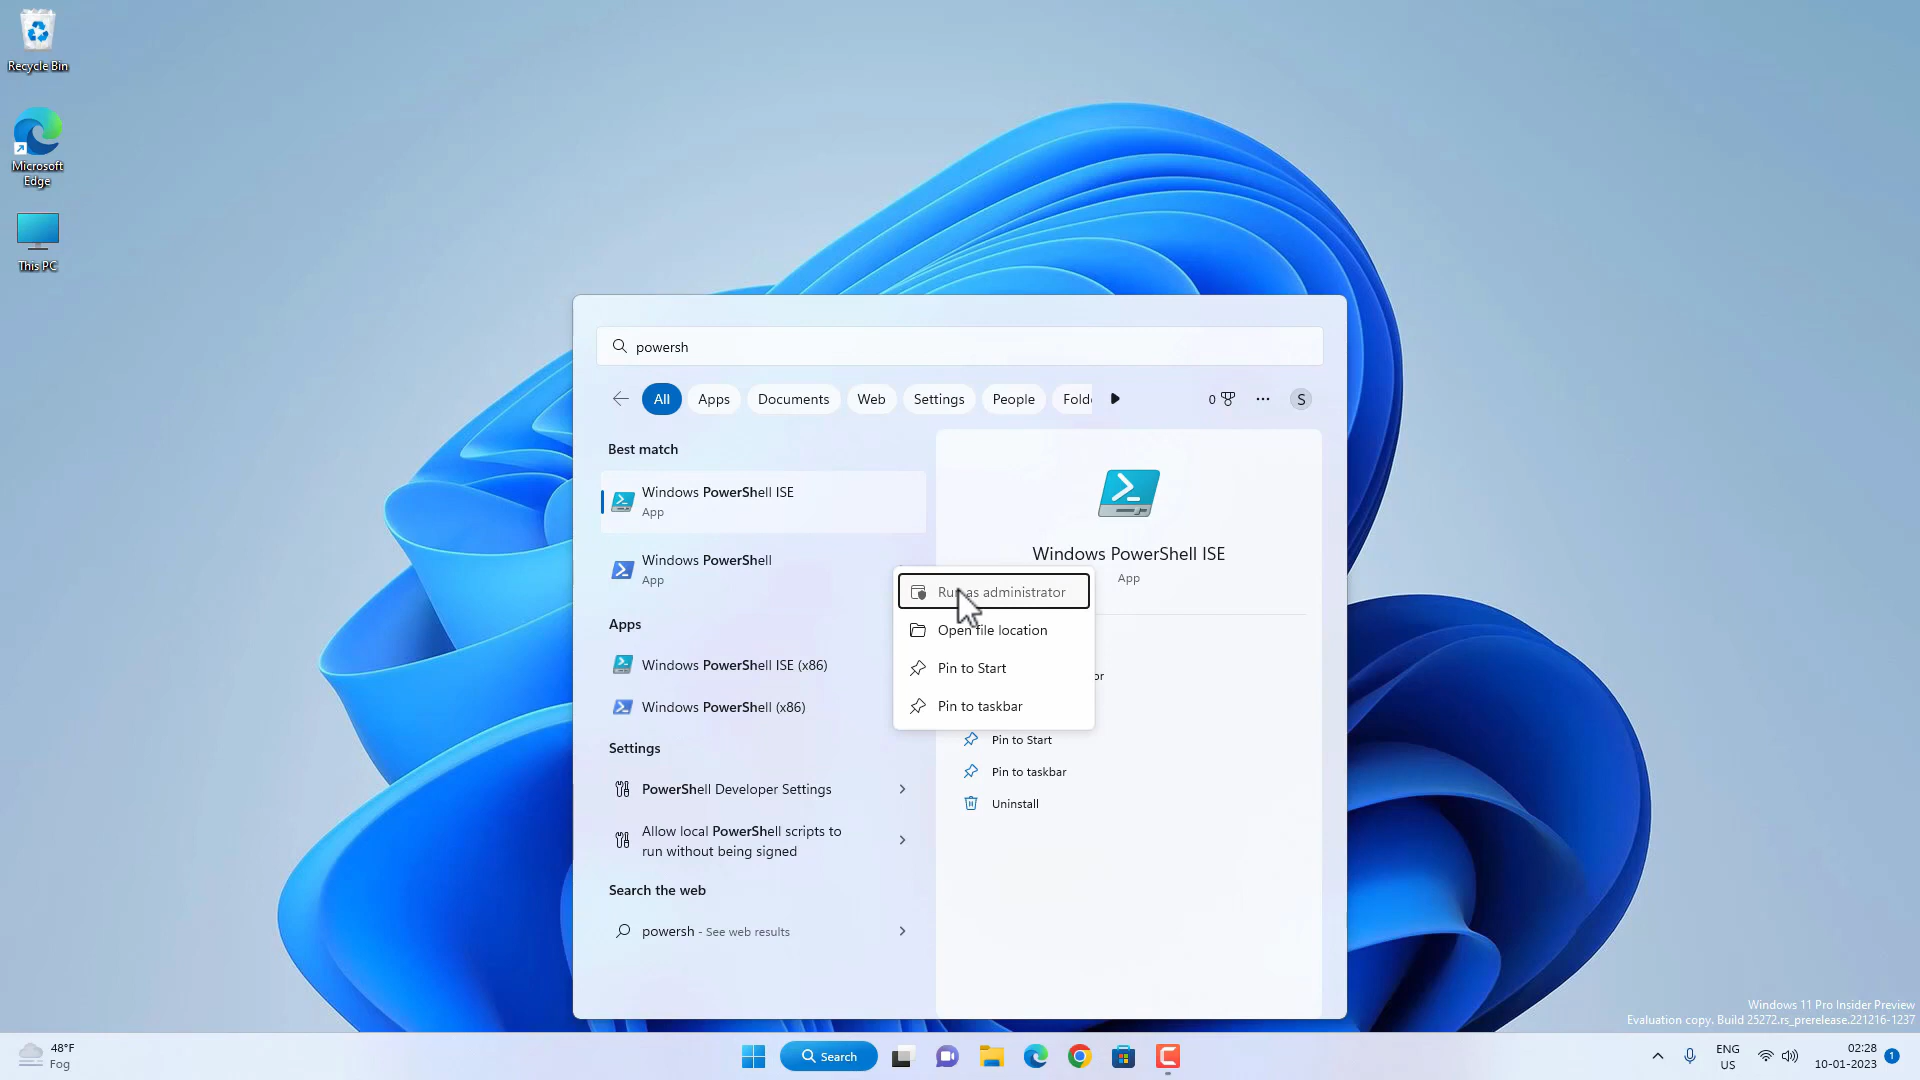 Recycle Bin
Microsoft
Edge
This PC
powersh
All
Apps
Documents
Web
Settings
People
Fold
0
S
Best match
Windows PowerShell ISE
App
Windows PowerShell
App
Apps
Windows PowerShell ISE (x86)
Windows PowerShell (x86)
Settings
PowerShell Developer Settings
Allow local PowerShell scripts to
run without being signed
Search the web
powersh - See web results
Windows PowerShell ISE
App
Run as administrator
Open file location
Pin to Start
Pin to taskbar
or
Pin to Start
Pin to taskbar
Uninstall
Windows 11 Pro Insider Preview
Evaluation copy. Build 25272.rs_prerelease.221216-1237
48°F
Fog
Search
ENG
US
02:28
10-01-2023
1